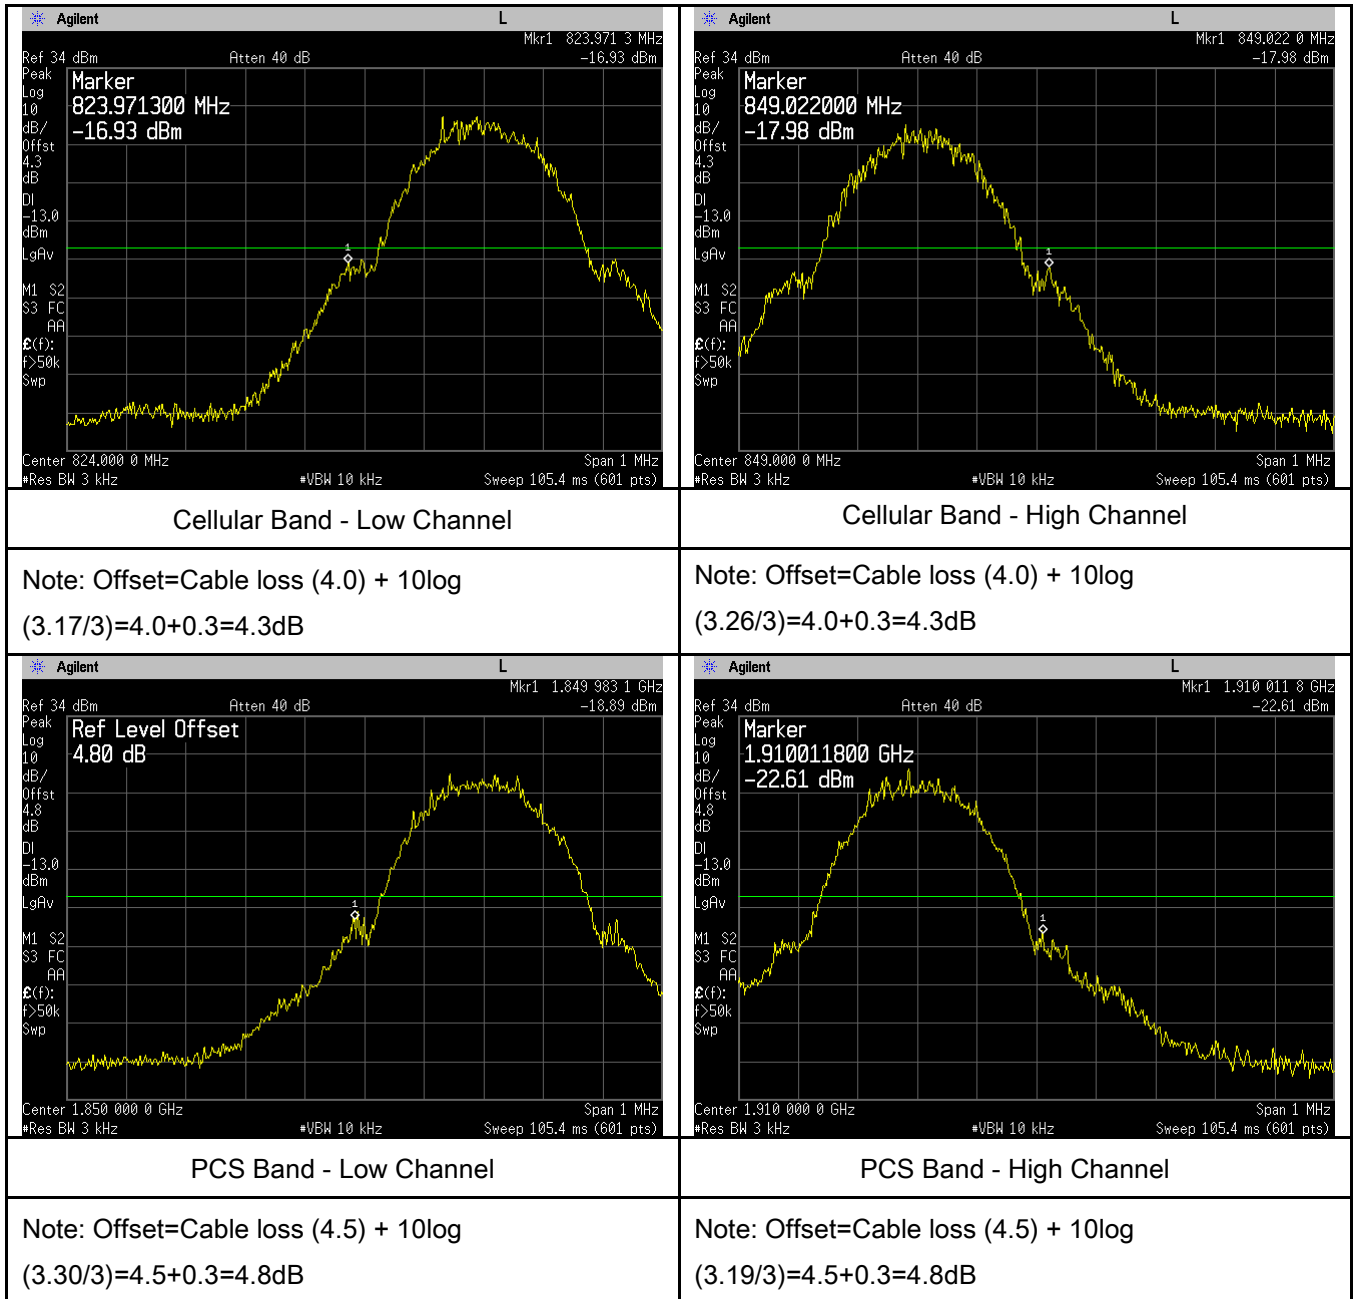 Agilent L
Mkr1 823.971 3 MHz
Ref 34 dBm Atten 40 dB -16.93 dBm
Peak
Log
10
dB/
Offst
4.3
dB
DI
-13.0
dBm
LgAv
M1 S2
S3 FC
AA
£(f):
f>50k
Swp
Marker
823.971300 MHz
-16.93 dBm
1
Center 824.000 0 MHz Span 1 MHz
#Res BW 3 kHz #VBW 10 kHz Sweep 105.4 ms (601 pts)
Agilent L
Mkr1 849.022 0 MHz
Ref 34 dBm Atten 40 dB -17.98 dBm
Peak
Log
10
dB/
Offst
4.3
dB
DI
-13.0
dBm
LgAv
M1 S2
S3 FC
AA
£(f):
f>50k
Swp
Marker
849.022000 MHz
-17.98 dBm
1
Center 849.000 0 MHz Span 1 MHz
#Res BW 3 kHz #VBW 10 kHz Sweep 105.4 ms (601 pts)
Cellular Band - Low Channel
Cellular Band - High Channel
Note: Offset=Cable loss (4.0) + 10log
(3.17/3)=4.0+0.3=4.3dB
Note: Offset=Cable loss (4.0) + 10log
(3.26/3)=4.0+0.3=4.3dB
Agilent L
Mkr1 1.849 983 1 GHz
Ref 34 dBm Atten 40 dB -18.89 dBm
Peak
Log
10
dB/
Offst
4.8
dB
DI
-13.0
dBm
LgAv
M1 S2
S3 FC
AA
£(f):
f>50k
Swp
Ref Level Offset
4.80 dB
1
Center 1.850 000 0 GHz Span 1 MHz
#Res BW 3 kHz #VBW 10 kHz Sweep 105.4 ms (601 pts)
Agilent L
Mkr1 1.910 011 8 GHz
Ref 34 dBm Atten 40 dB -22.61 dBm
Peak
Log
10
dB/
Offst
4.8
dB
DI
-13.0
dBm
LgAv
M1 S2
S3 FC
AA
£(f):
f>50k
Swp
Marker
1.910011800 GHz
-22.61 dBm
1
Center 1.910 000 0 GHz Span 1 MHz
#Res BW 3 kHz #VBW 10 kHz Sweep 105.4 ms (601 pts)
PCS Band - Low Channel
PCS Band - High Channel
Note: Offset=Cable loss (4.5) + 10log
(3.30/3)=4.5+0.3=4.8dB
Note: Offset=Cable loss (4.5) + 10log
(3.19/3)=4.5+0.3=4.8dB